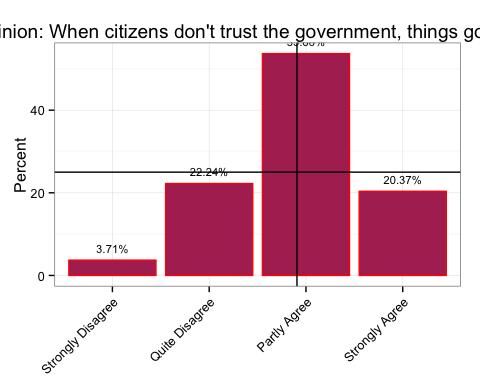 inion: When citizens don't trust the government, things go
Percent
40
20
0
3.71%
22.24%
20.37%
Strongly Disagree
Quite Disagree
Partly Agree
Strongly Agree